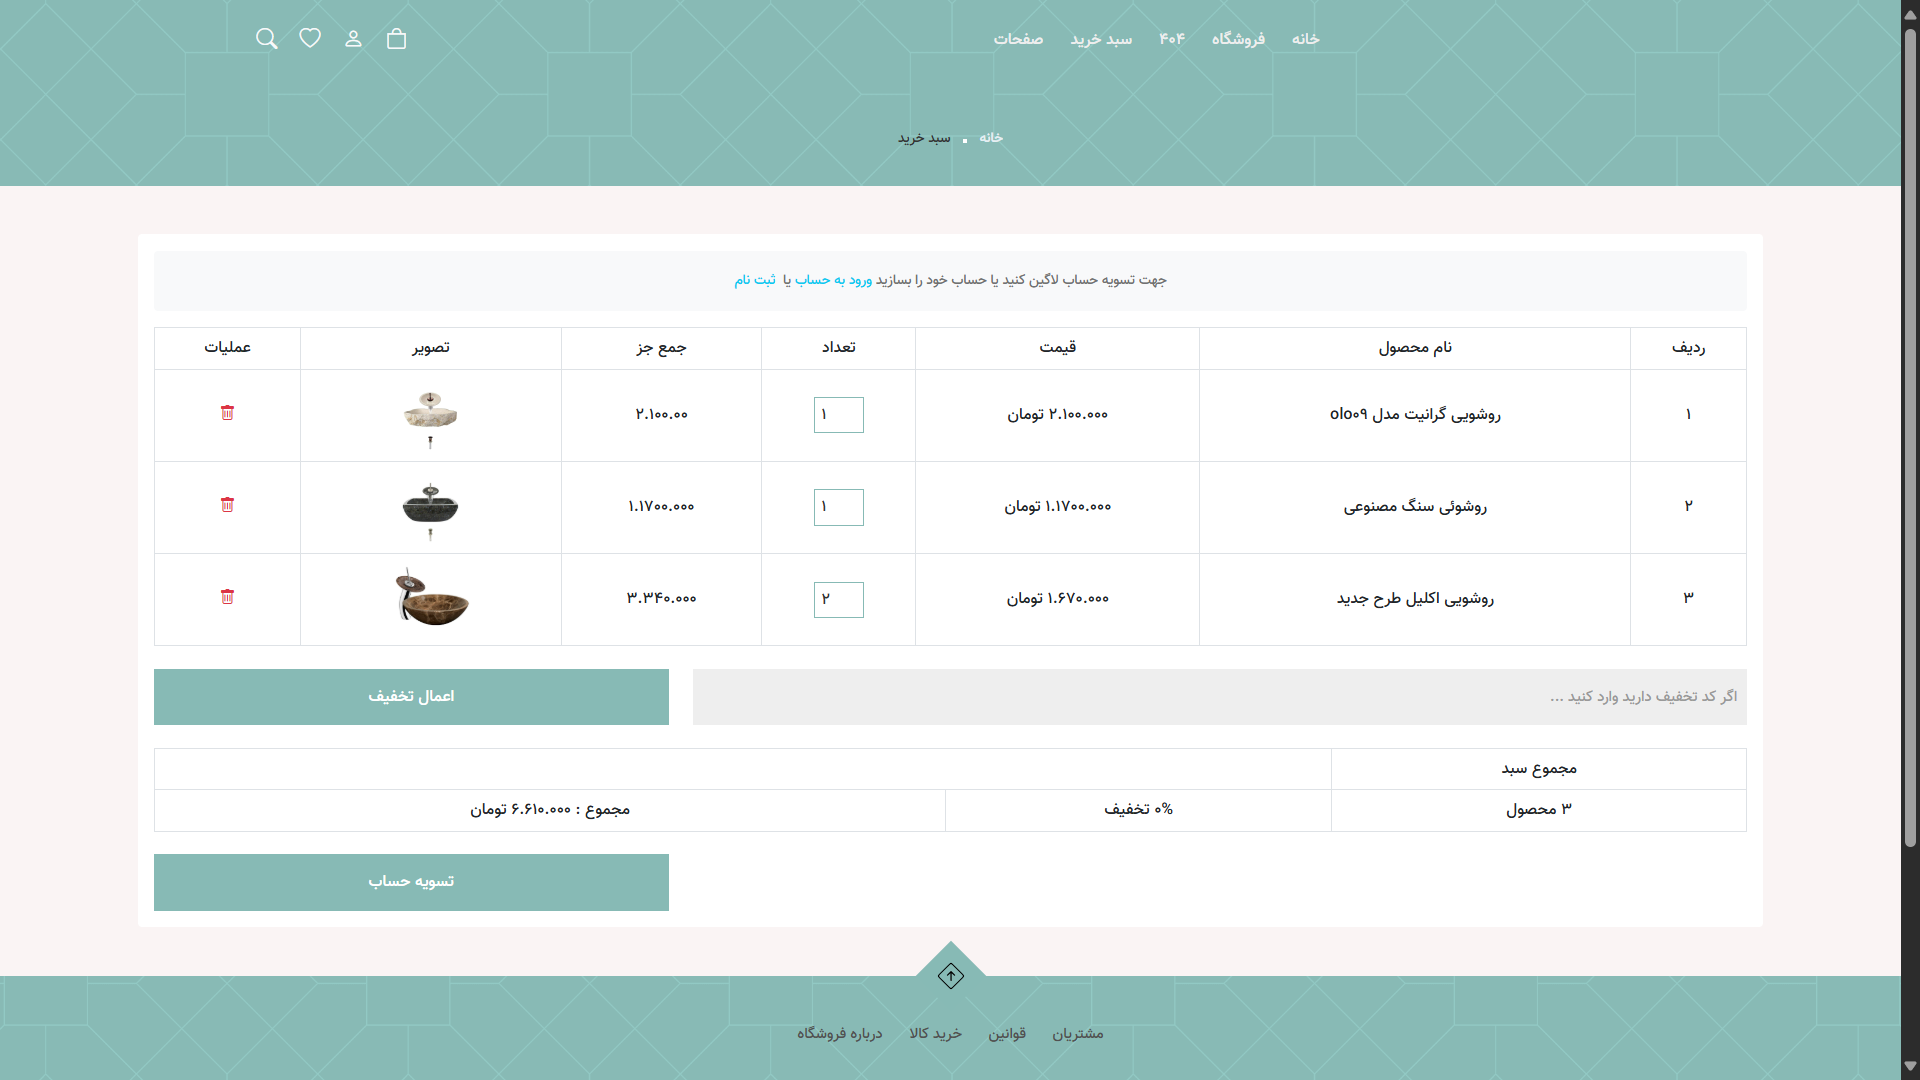 خانه فروشگاه ۴۰۴ سبد خرید صفحات
خانه سبد خرید
جهت تسویه حساب لاگین کنید یا حساب خود را بسازید ورود به حساب یا ثبت نام
ردیف نام محصول قیمت تعداد جمع جز تصویر عملیات
۱ روشویی گرانیت مدل olo۰۹ ۲.۱۰۰.۰۰۰ تومان ۱ ۲.۱۰۰.۰۰
۲ روشوئی سنگ مصنوعی ۱.۱۷۰۰.۰۰۰ تومان ۱ ۱.۱۷۰۰.۰۰۰
۳ روشویی اکلیل طرح جدید ۱.۶۷۰.۰۰۰ تومان ۲ ۳.۳۴۰.۰۰۰
اگر کد تخفیف دارید وارد کنید ... اعمال تخفیف
مجموع سبد
۳ محصول ۰% تخفیف مجموع : ۶.۶۱۰.۰۰۰ تومان
تسویه حساب
مشتریان قوانین خرید کالا درباره فروشگاه